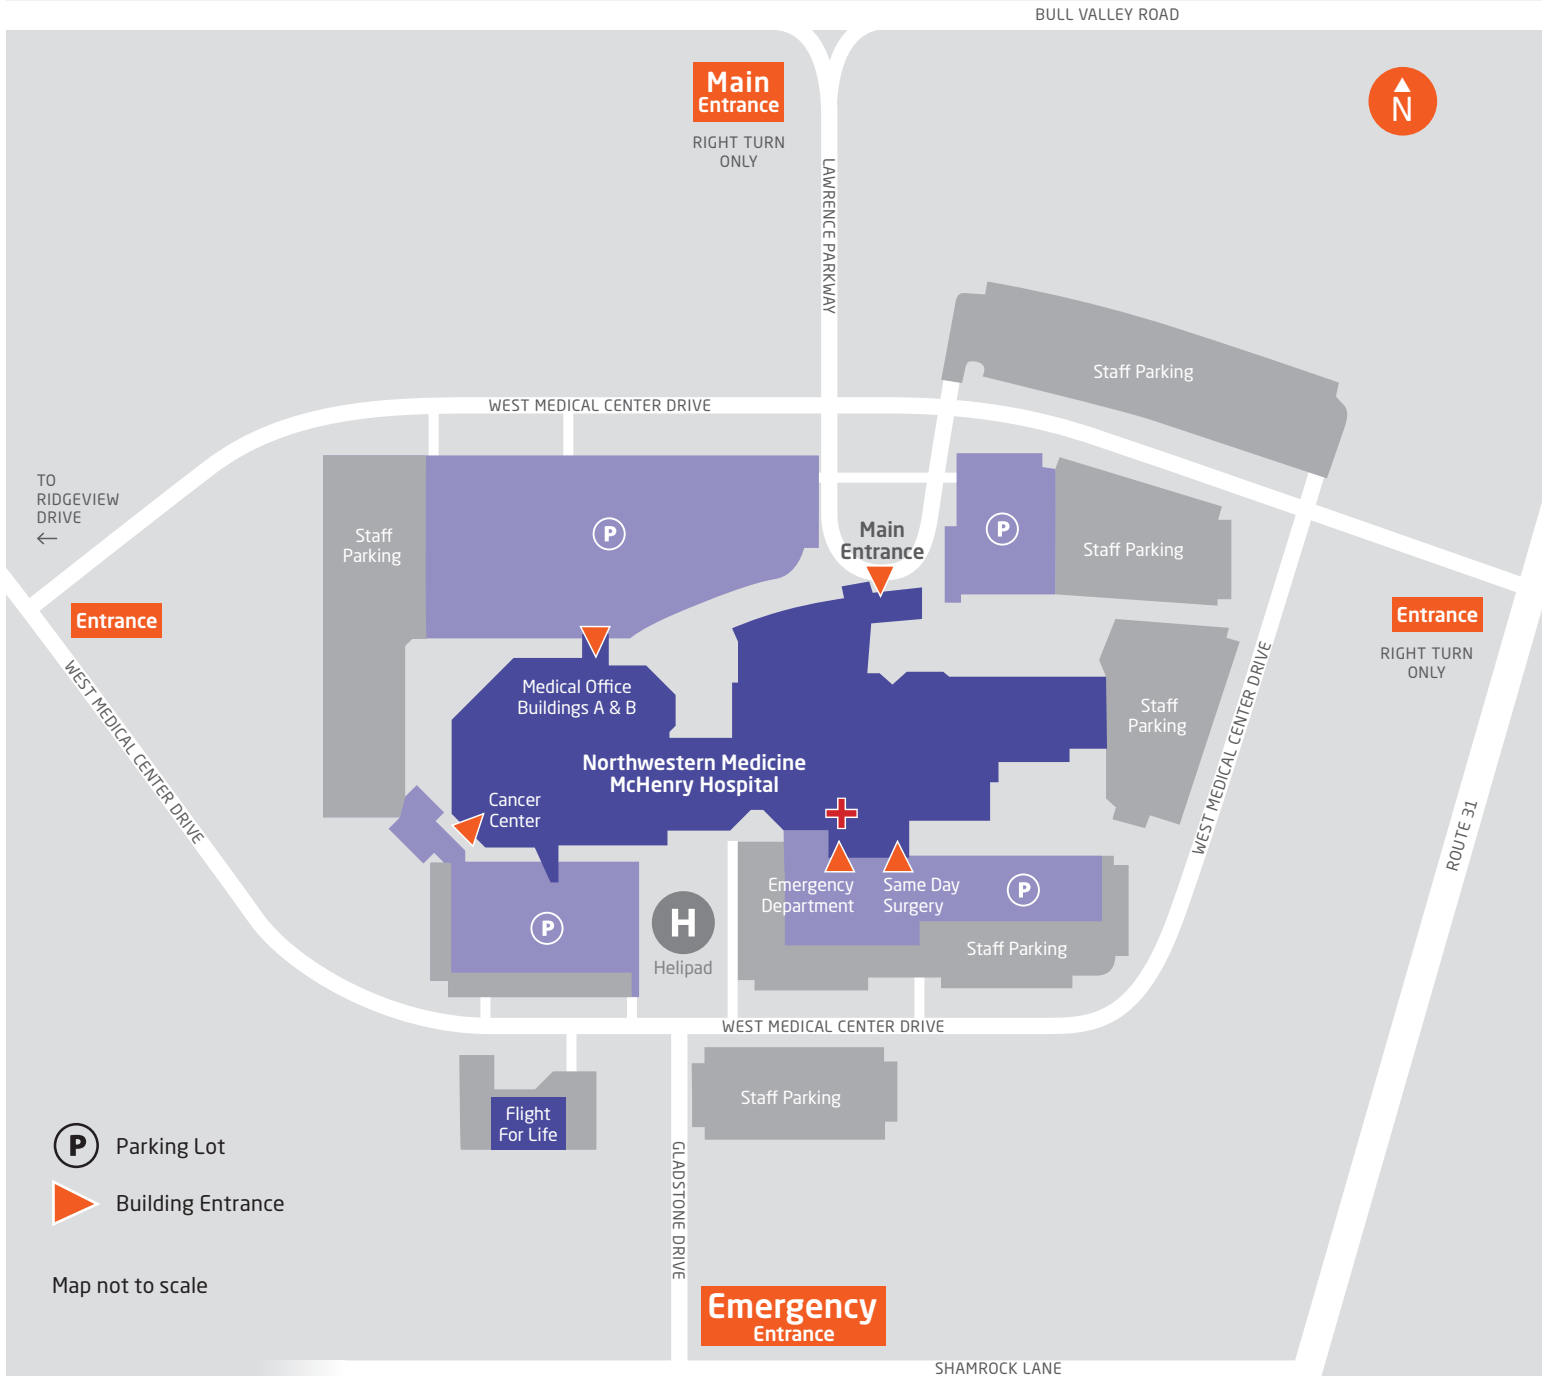 BULL VALLEY ROAD
Main
Entrance
RIGHT TURN
ONLY
N
LAWRENCE PARKWAY
Staff Parking
WEST MEDICAL CENTER DRIVE
TO
RIDGEVIEW
DRIVE
←
Staff
Parking
P
Main
Entrance
P
Staff Parking
Entrance
Entrance
RIGHT TURN
ONLY
WEST MEDICAL CENTER DRIVE
Medical Office
Buildings A & B
Staff
Parking
WEST MEDICAL CENTER DRIVE
Northwestern Medicine
McHenry Hospital
Cancer
Center
ROUTE 31
Emergency
Department
Same Day
Surgery
P
P
H
Helipad
Staff Parking
WEST MEDICAL CENTER DRIVE
Staff Parking
Flight
For Life
P Parking Lot
Building Entrance
GLADSTONE DRIVE
Map not to scale
Emergency
Entrance
SHAMROCK LANE